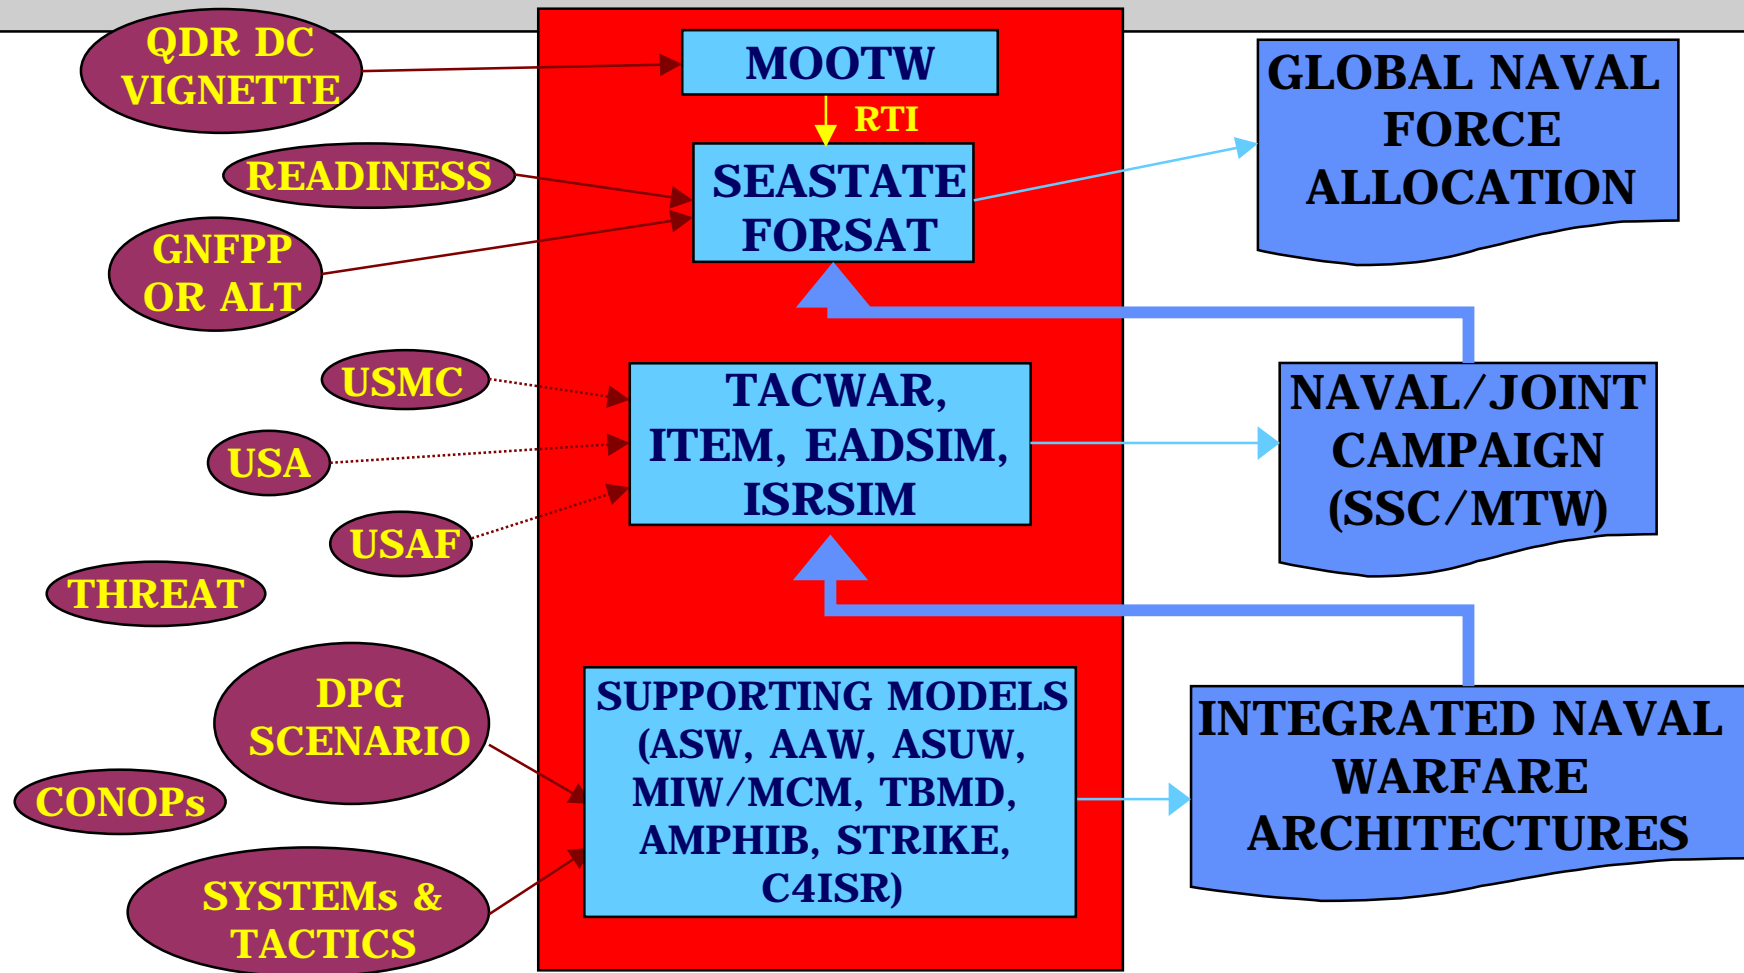 QDR DC
VIGNETTE
READINESS
GNFPP
OR ALT
USMC
USA
USAF
THREAT
DPG
SCENARIO
CONOPs
SYSTEMs &
TACTICS
MOOTW
RTI
SEASTATE
FORSAT
TACWAR,
ITEM, EADSIM,
ISRSIM
SUPPORTING MODELS
(ASW, AAW, ASUW,
MIW/MCM, TBMD,
AMPHIB, STRIKE,
C4ISR)
GLOBAL NAVAL
FORCE
ALLOCATION
NAVAL/JOINT
CAMPAIGN
(SSC/MTW)
INTEGRATED NAVAL
WARFARE
ARCHITECTURES